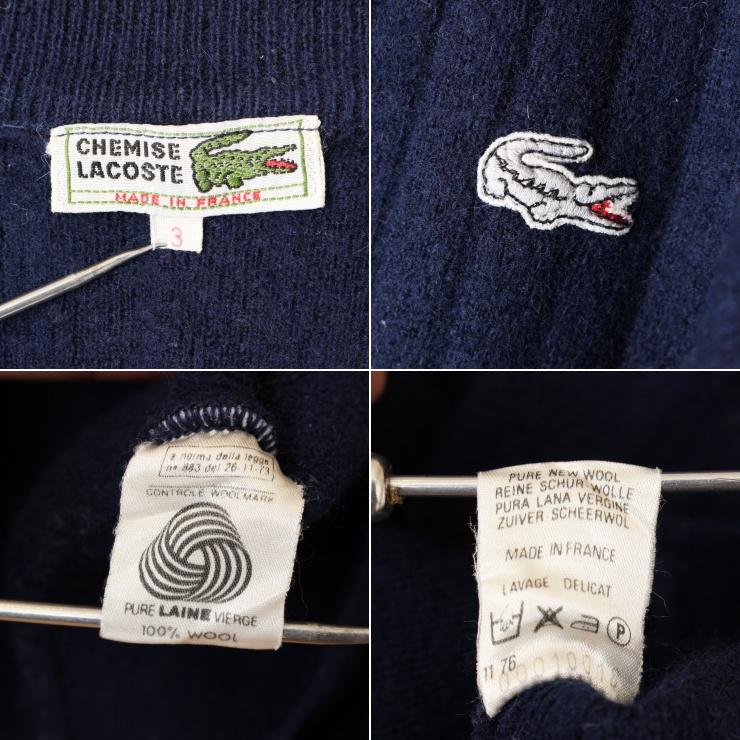 CHEMISE
LACOSTE
MADE IN FRANCE
3
a norma della legge
n° 883 del 26-11-73
CONTROLE WOOLMARK
PURE LAINE VIERGE
100% WOOL
PURE NEW WOOL
REINE SCHURWOLLE
PURA LANA VERGINE
ZUIVER SCHEERWOL
MADE IN FRANCE
LAVAGE DELICAT
P
11 76